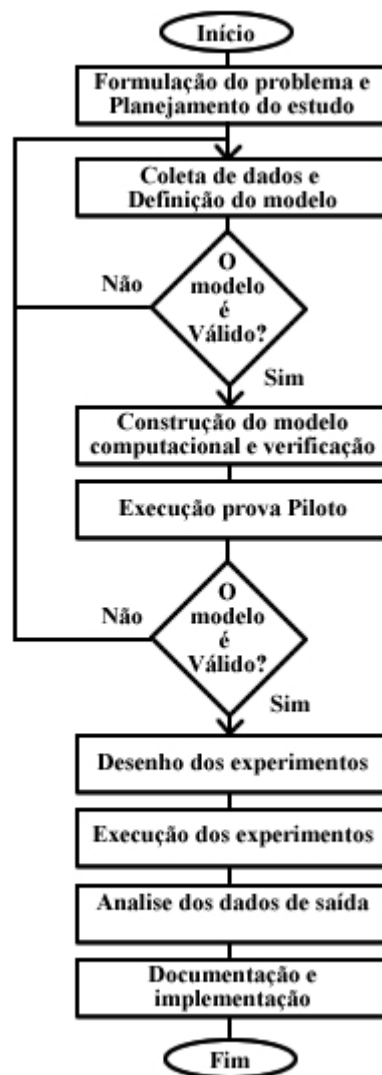 Início
Formulação do problema e
Planejamento do estudo
Coleta de dados e
Definição do modelo
O
modelo
é
Válido?
Não
Sim
Construção do modelo
computacional e verificação
Execução prova Piloto
O
modelo
é
Válido?
Não
Sim
Desenho dos experimentos
Execução dos experimentos
Analise dos dados de saída
Documentação e
implementação
Fim